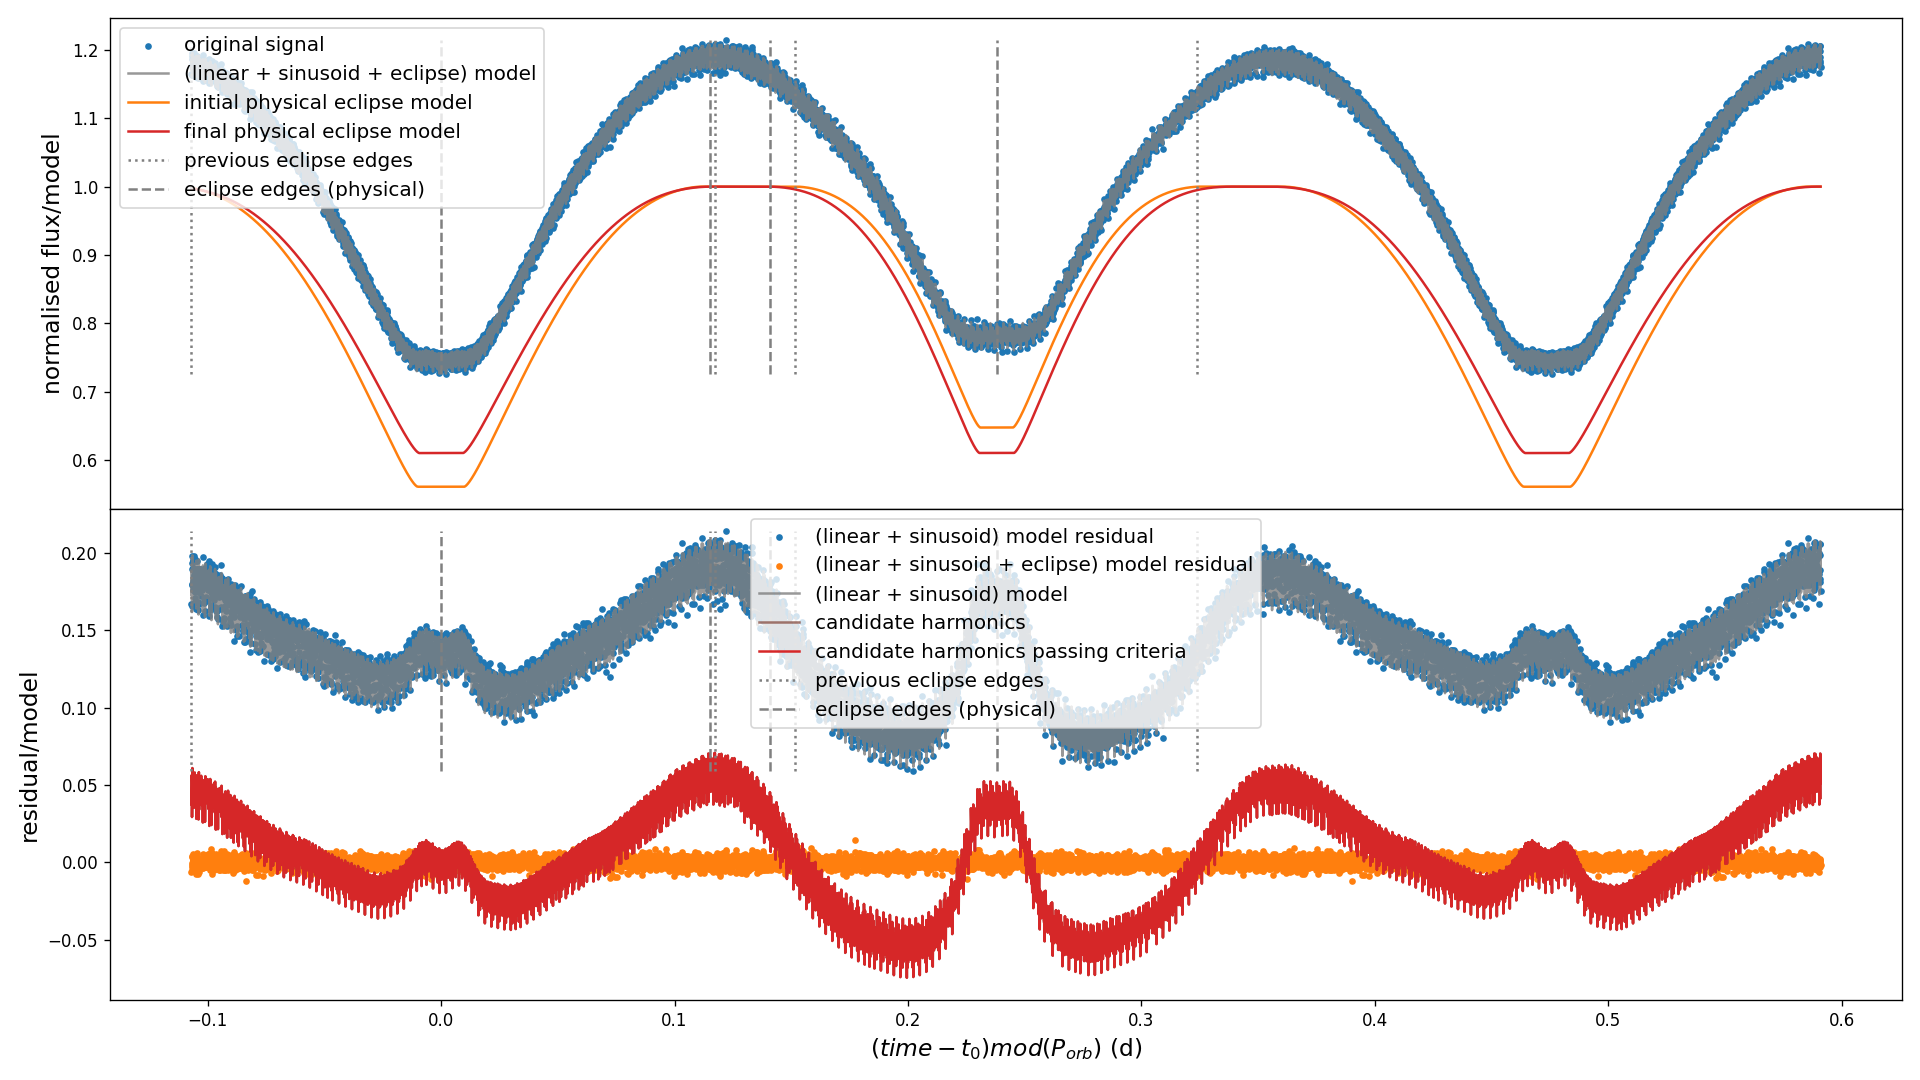 original signal
(linear + sinusoid + eclipse) model
initial physical eclipse model
final physical eclipse model
previous eclipse edges
eclipse edges (physical)
normalised flux/model
1.2
1.1
1.0
0.9
0.8
0.7
0.6
(linear + sinusoid) model residual
(linear + sinusoid + eclipse) model residual
(linear + sinusoid) model
candidate harmonics
candidate harmonics passing criteria
previous eclipse edges
eclipse edges (physical)
residual/model
0.20
0.15
0.10
0.05
0.00
−0.05
−0.1 0.0 0.1 0.2 0.3 0.4 0.5 0.6
(time − t₀)mod(Pₒᵣb) (d)